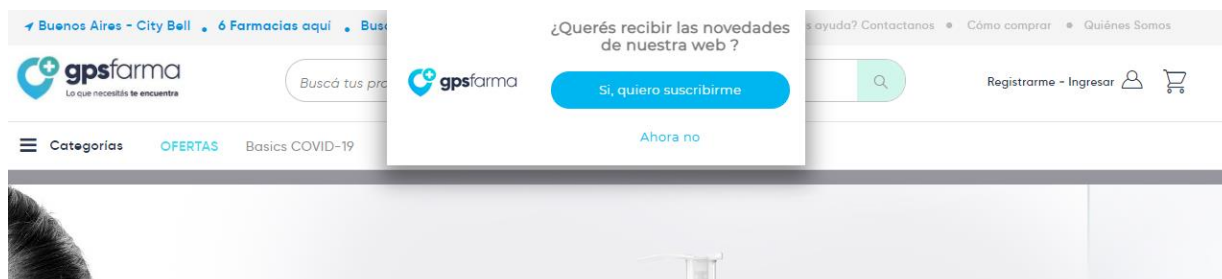 Buenos Aires - City Bell • 6 Farmacias aquí •
ayuda? Contactanos • Cómo comprar • Quiénes Somos
¿Querés recibir las novedades
de nuestra web ?
gpsfarma
Lo que necesitás te encuentra
Buscá tus
gpsfarma
Si, quiero suscribirme
Registrarme - Ingresar
Ahora no
Categorías OFERTAS Basics COVID-19